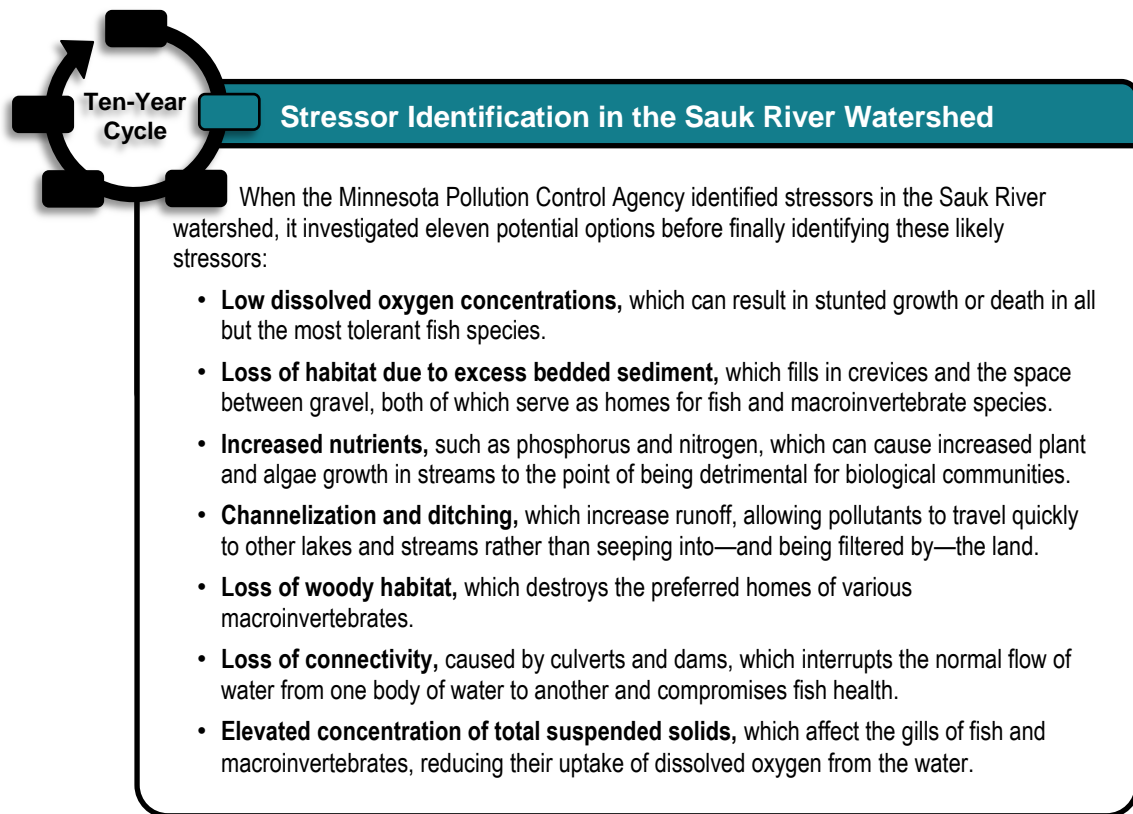 Ten-Year
Cycle
Stressor Identification in the Sauk River Watershed
When the Minnesota Pollution Control Agency identified stressors in the Sauk River
watershed, it investigated eleven potential options before finally identifying these likely
stressors:
• Low dissolved oxygen concentrations, which can result in stunted growth or death in all
but the most tolerant fish species.
• Loss of habitat due to excess bedded sediment, which fills in crevices and the space
between gravel, both of which serve as homes for fish and macroinvertebrate species.
• Increased nutrients, such as phosphorus and nitrogen, which can cause increased plant
and algae growth in streams to the point of being detrimental for biological communities.
• Channelization and ditching, which increase runoff, allowing pollutants to travel quickly
to other lakes and streams rather than seeping into—and being filtered by—the land.
• Loss of woody habitat, which destroys the preferred homes of various
macroinvertebrates.
• Loss of connectivity, caused by culverts and dams, which interrupts the normal flow of
water from one body of water to another and compromises fish health.
• Elevated concentration of total suspended solids, which affect the gills of fish and
macroinvertebrates, reducing their uptake of dissolved oxygen from the water.